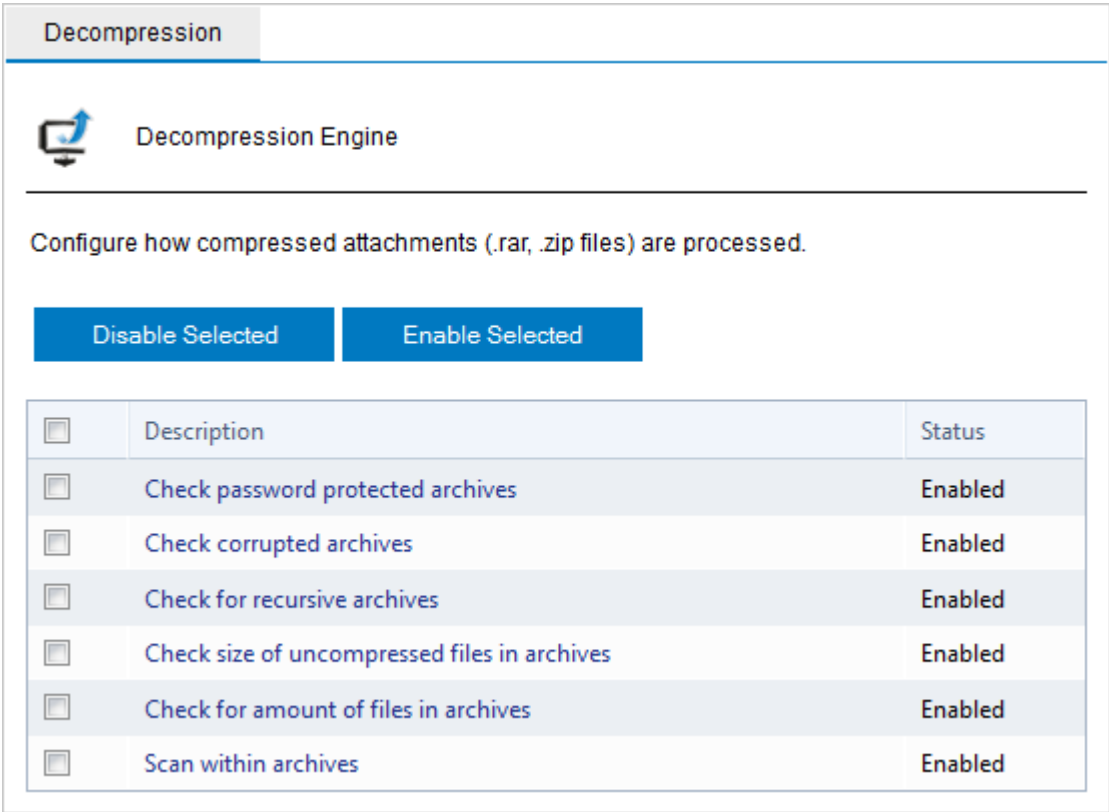 Decompression
Decompression Engine
Configure how compressed attachments (.rar, .zip files) are processed.
Disable Selected Enable Selected
Description Status
Check password protected archives Enabled
Check corrupted archives Enabled
Check for recursive archives Enabled
Check size of uncompressed files in archives Enabled
Check for amount of files in archives Enabled
Scan within archives Enabled